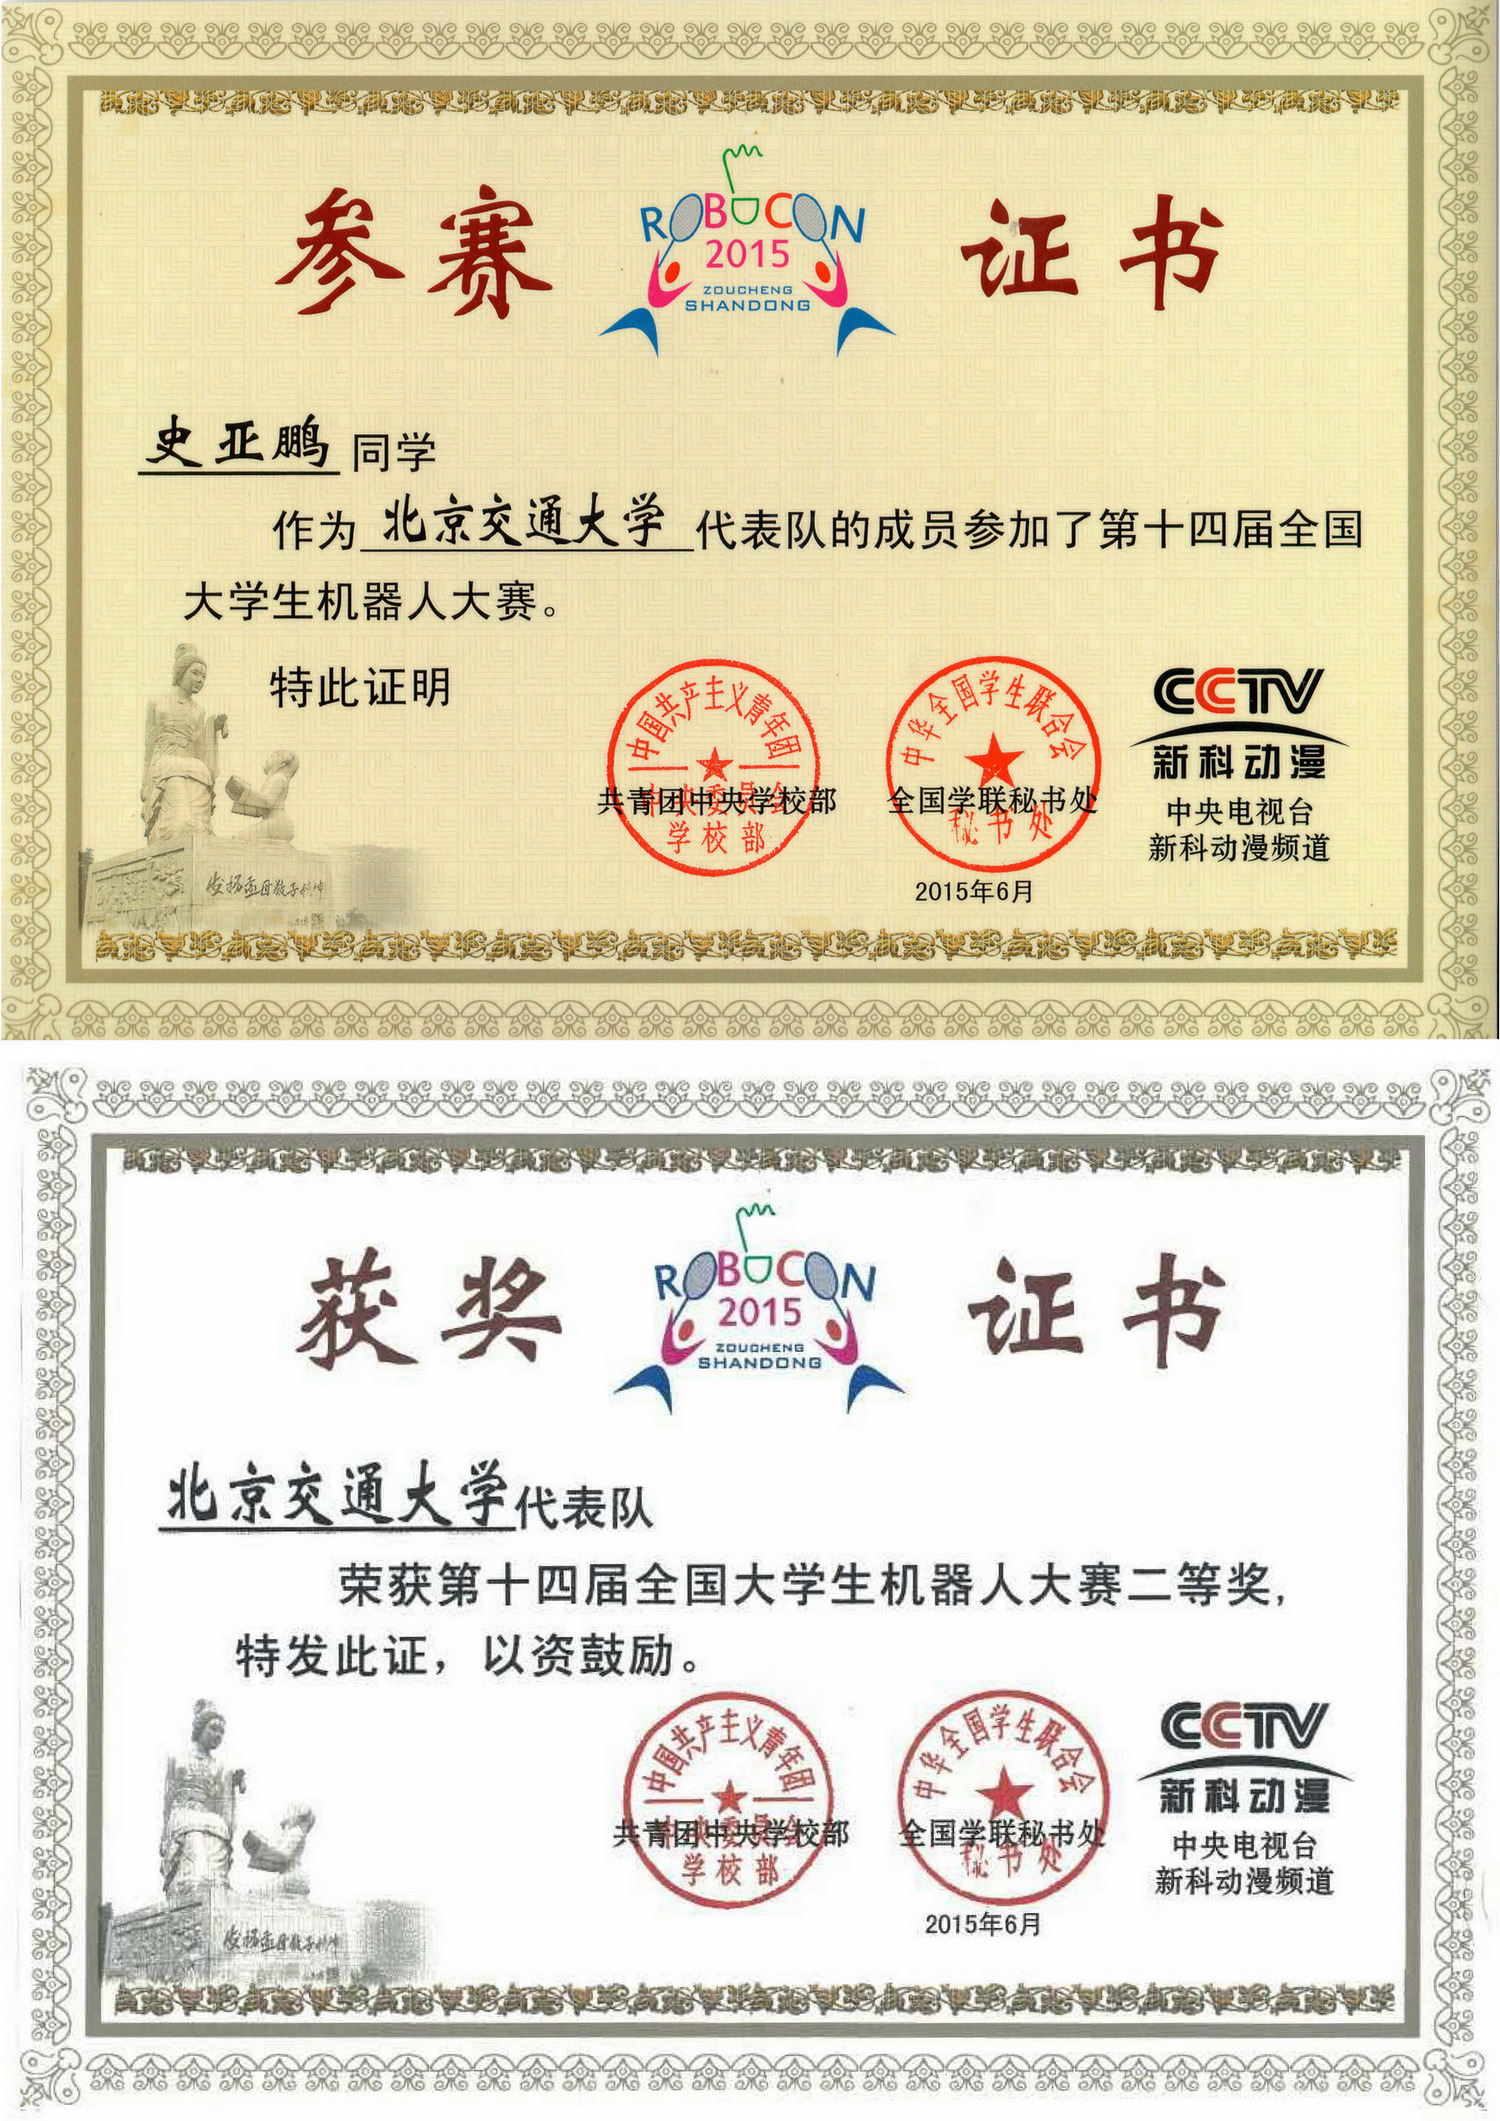 参赛 证书
ROBOCON
2015
ZOUCHENG
SHANDONG
史亚鹏 同学
作为 北京交通大学 代表队的成员参加了第十四届全国
大学生机器人大赛。
特此证明
中国共产主义青年团
中央委员会
学校部
共青团中央学校部
中华全国学生联合会
秘书处
全国学联秘书处
2015年6月
CCTV
新科动漫
中央电视台
新科动漫频道
获奖 证书
ROBOCON
2015
ZOUCHENG
SHANDONG
北京交通大学代表队
荣获第十四届全国大学生机器人大赛二等奖,
特发此证，以资鼓励。
中国共产主义青年团
中央委员会
学校部
共青团中央学校部
中华全国学生联合会
秘书处
全国学联秘书处
2015年6月
CCTV
新科动漫
中央电视台
新科动漫频道